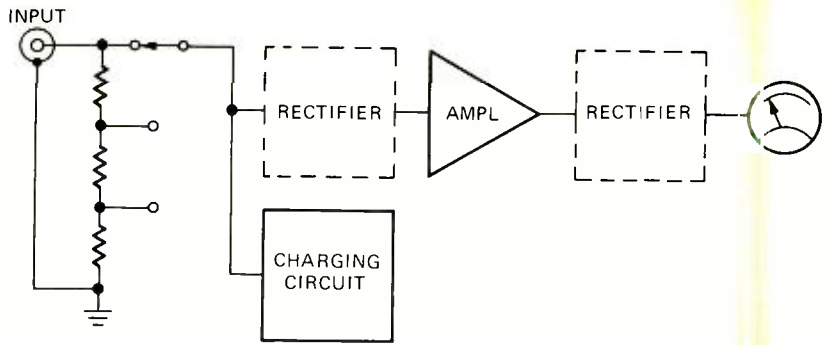 INPUT
RECTIFIER
AMPL
RECTIFIER
CHARGING
CIRCUIT